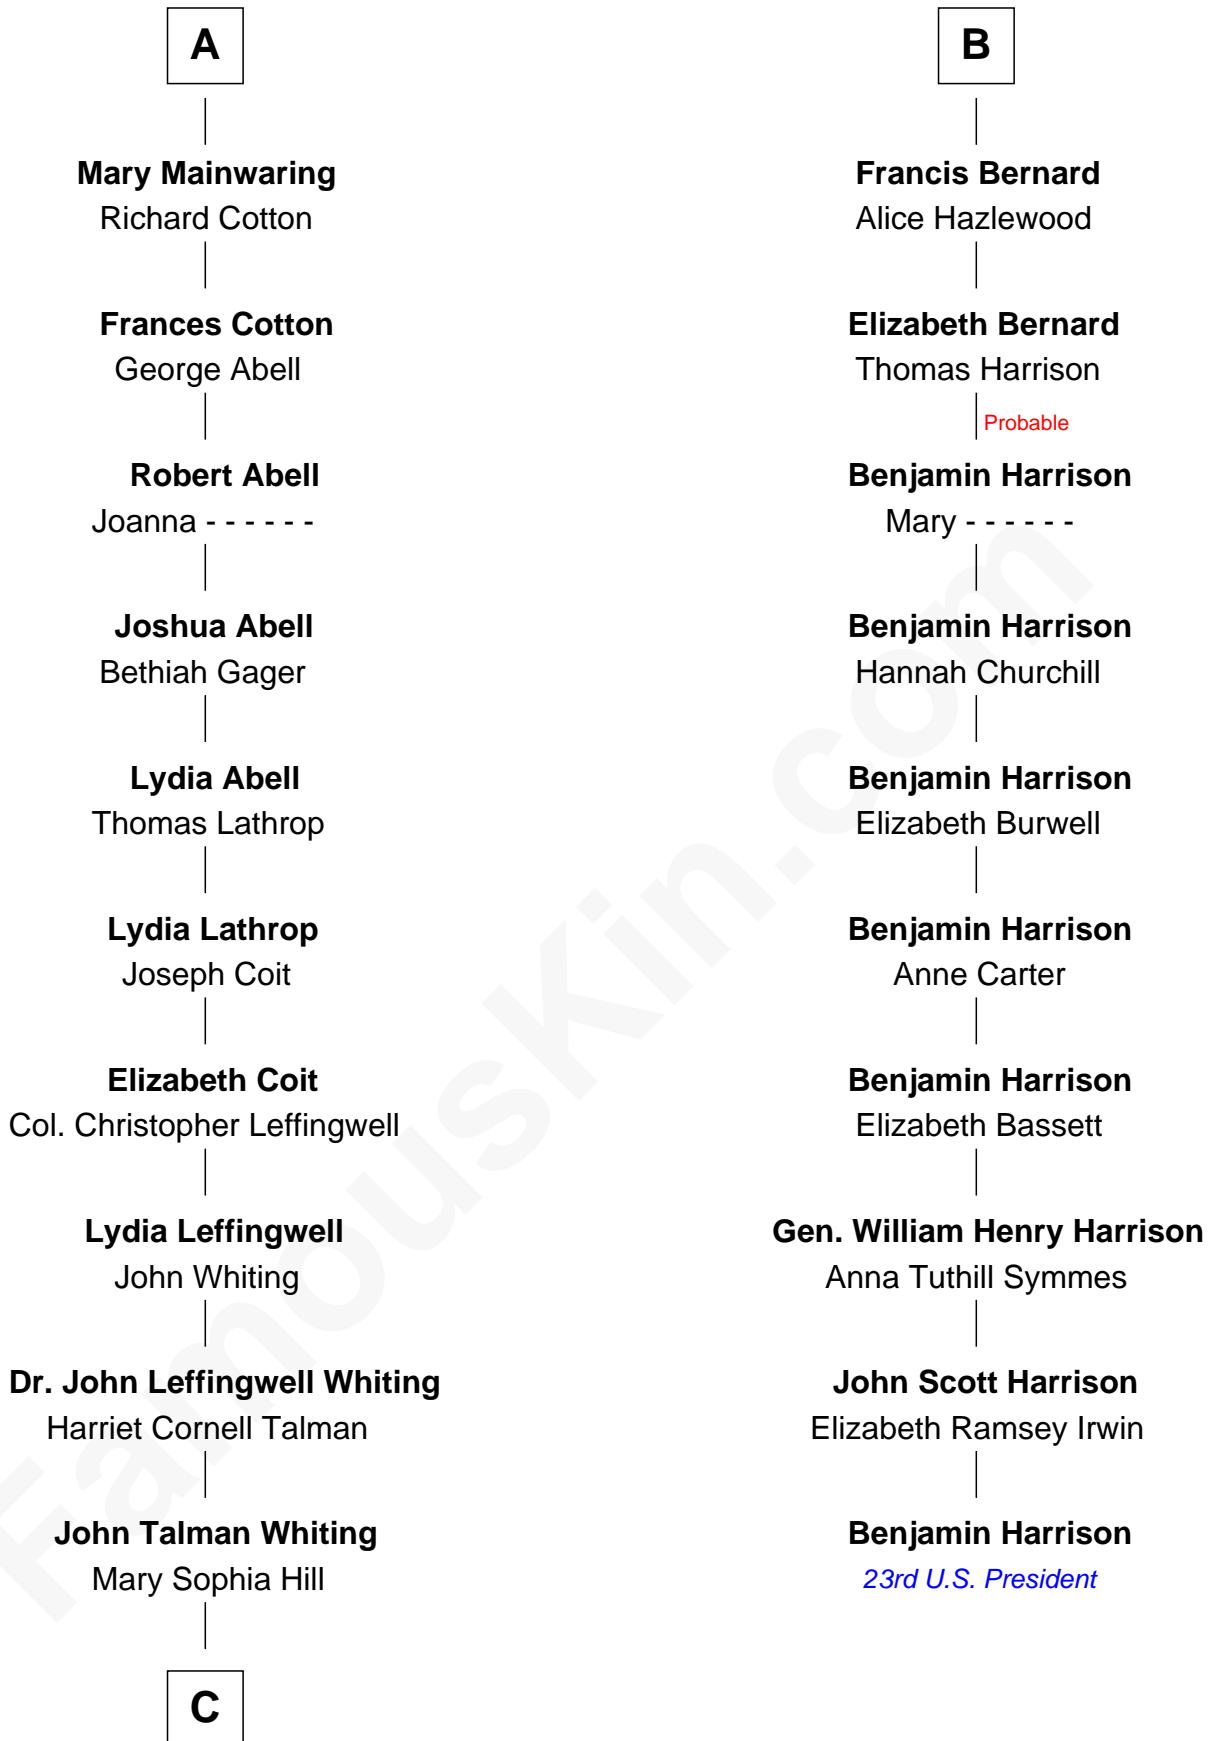 A
Mary Mainwaring
Richard Cotton
Frances Cotton
George Abell
Robert Abell
Joanna - - - - - -
Joshua Abell
Bethiah Gager
Lydia Abell
Thomas Lathrop
Lydia Lathrop
Joseph Coit
Elizabeth Coit
Col. Christopher Leffingwell
Lydia Leffingwell
John Whiting
Dr. John Leffingwell Whiting
Harriet Cornell Talman
John Talman Whiting
Mary Sophia Hill
C
B
Francis Bernard
Alice Hazlewood
Elizabeth Bernard
Thomas Harrison
Probable
Benjamin Harrison
Mary - - - - - -
Benjamin Harrison
Hannah Churchill
Benjamin Harrison
Elizabeth Burwell
Benjamin Harrison
Anne Carter
Benjamin Harrison
Elizabeth Bassett
Gen. William Henry Harrison
Anna Tuthill Symmes
John Scott Harrison
Elizabeth Ramsey Irwin
Benjamin Harrison
23rd U.S. President
FamousKin.com